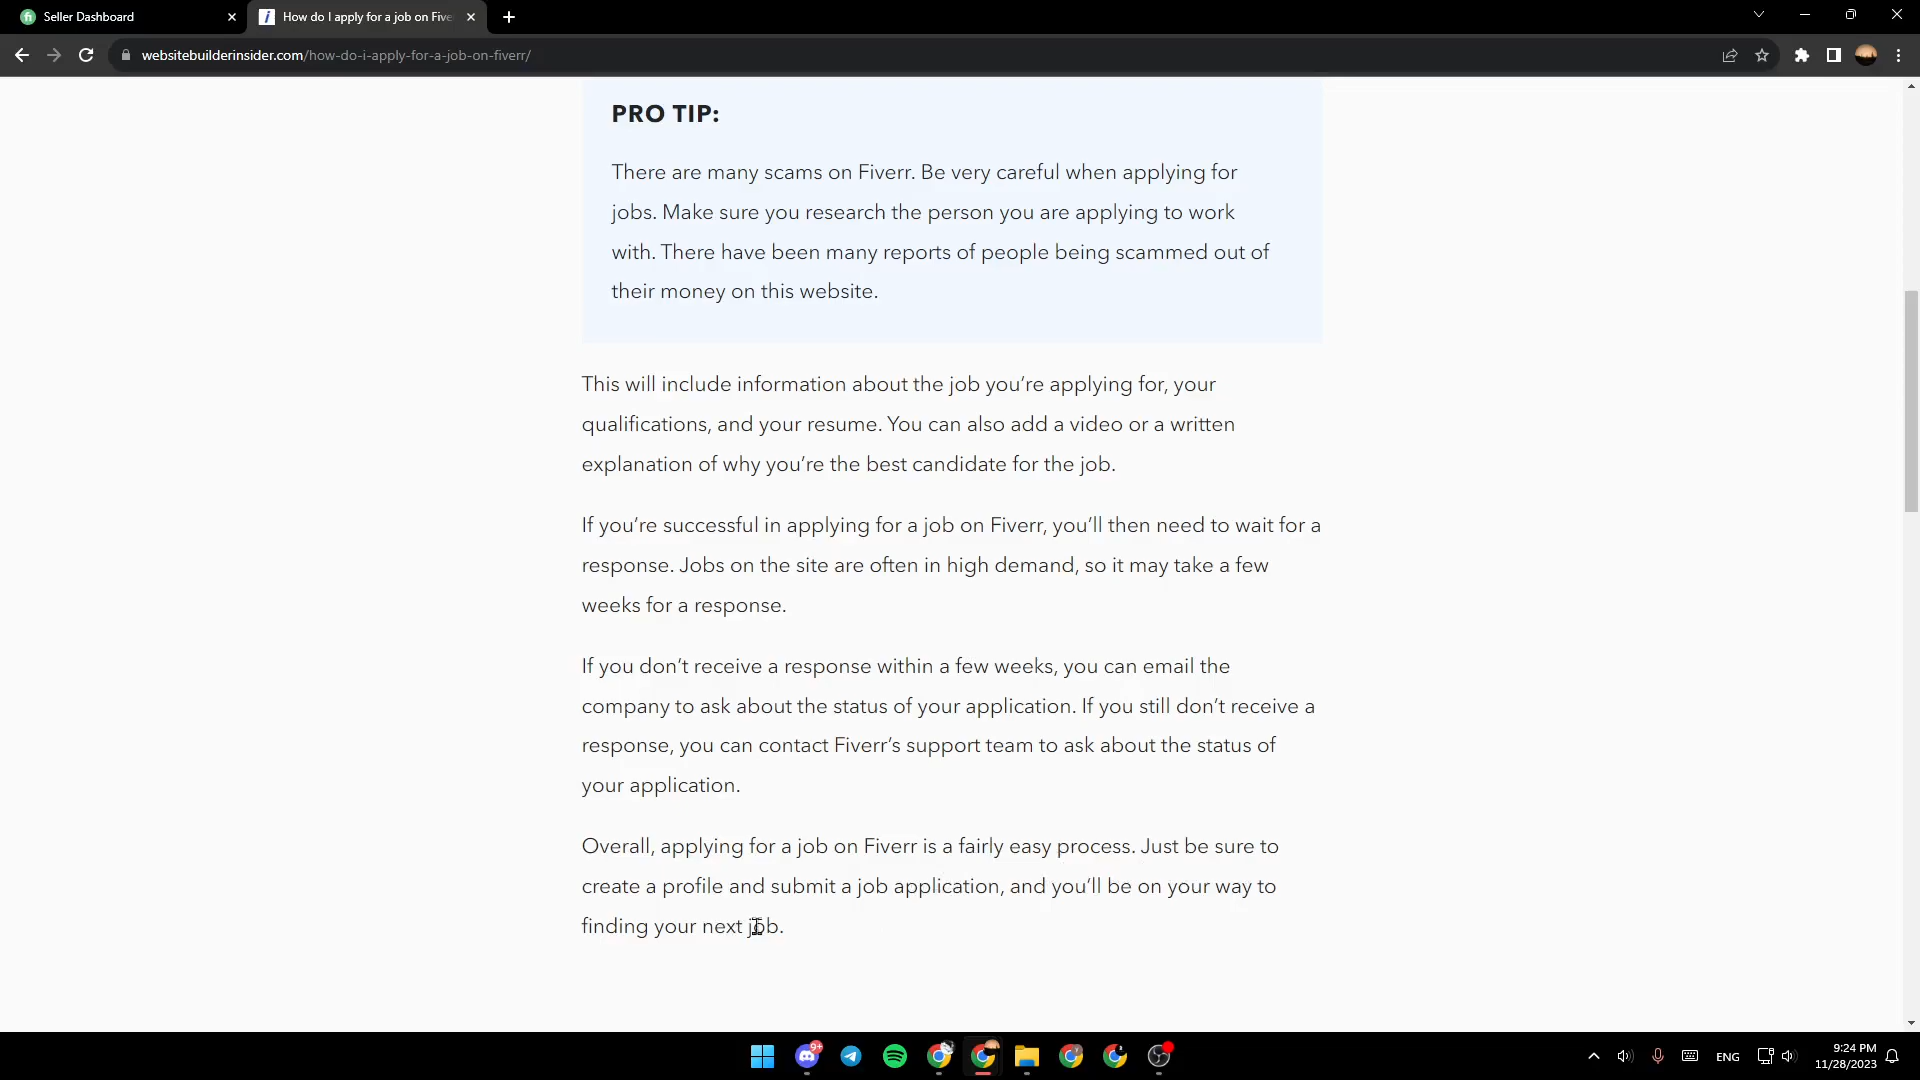 Seller Dashboard
How do I apply for a job on Five
websitebuilderinsider.com/how-do-i-apply-for-a-job-on-fiverr/
PRO TIP:
There are many scams on Fiverr. Be very careful when applying for
jobs. Make sure you research the person you are applying to work
with. There have been many reports of people being scammed out of
their money on this website.
This will include information about the job you’re applying for, your
qualifications, and your resume. You can also add a video or a written
explanation of why you’re the best candidate for the job.
If you’re successful in applying for a job on Fiverr, you’ll then need to wait for a
response. Jobs on the site are often in high demand, so it may take a few
weeks for a response.
If you don’t receive a response within a few weeks, you can email the
company to ask about the status of your application. If you still don’t receive a
response, you can contact Fiverr’s support team to ask about the status of
your application.
Overall, applying for a job on Fiverr is a fairly easy process. Just be sure to
create a profile and submit a job application, and you’ll be on your way to
finding your next job.
9+
ENG
9:24 PM
11/28/2023